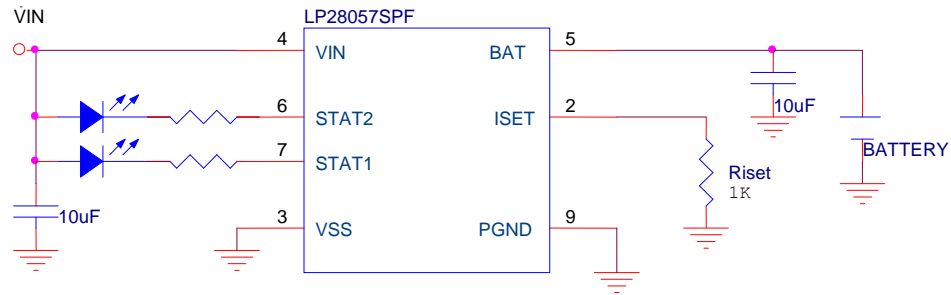 VIN
LP28057SPF
4
VIN
BAT
5
6
STAT2
ISET
2
10uF
7
STAT1
BATTERY
Riset
1K
10uF
3
VSS
PGND
9